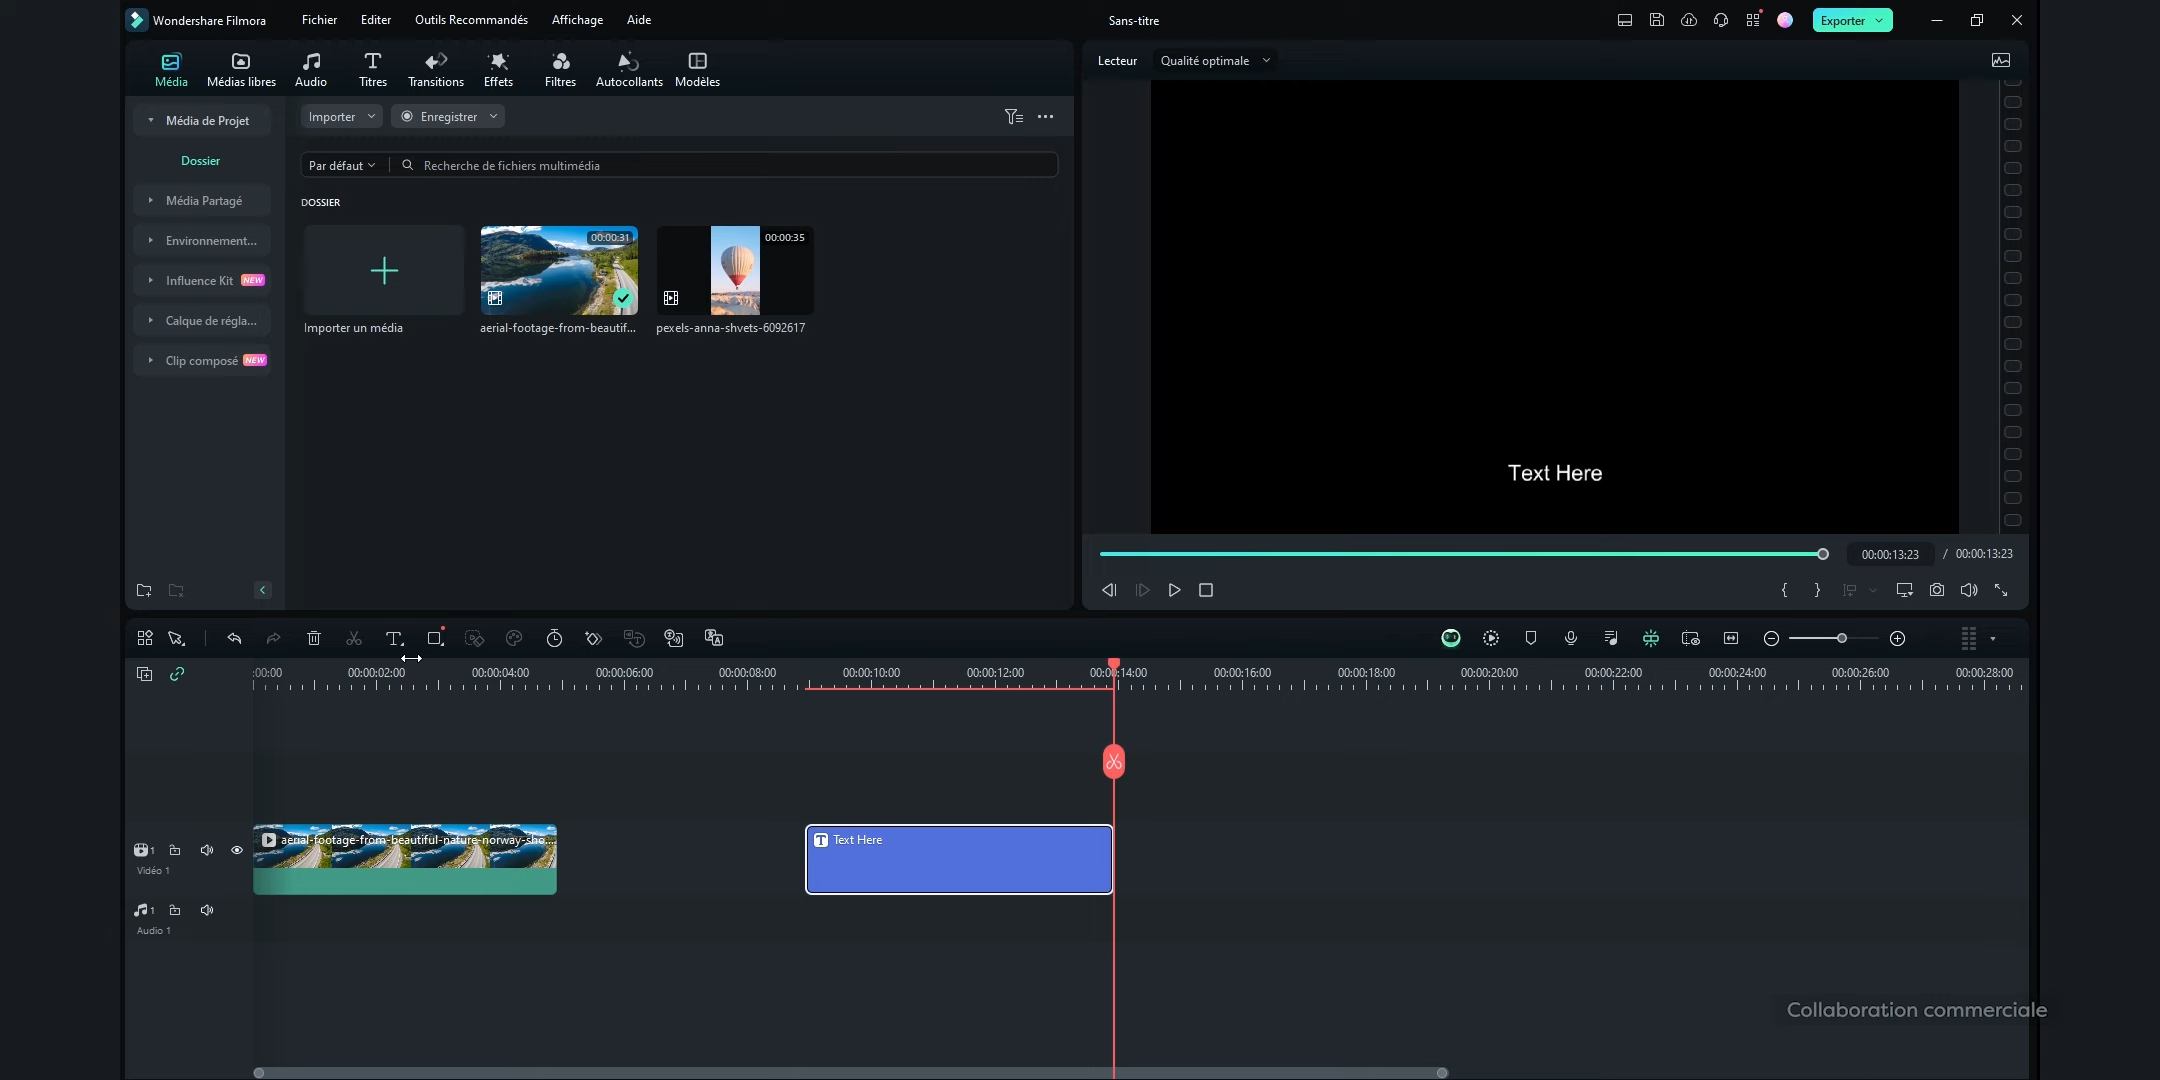 Wondershare Filmora Fichier Editer Outils Recommandés Affichage Aide Sans-titre Exporter
Média Médias libres Audio Titres Transitions Effets Filtres Autocollants Modèles
Lecteur Qualité optimale
Média de Projet
Dossier
Média Partagé
Environnement...
Influence Kit NEW
Calque de régla...
Clip composé NEW
Importer Enregistrer
Par défaut Recherche de fichiers multimédia
DOSSIER
00:00:31 00:00:35
Importer un média aerial-footage-from-beautif... pexels-anna-shvets-6092617
Text Here
00:00:13:23 / 00:00:13:23
:00:00 00:00:02:00 00:00:04:00 00:00:06:00 00:00:08:00 00:00:10:00 00:00:12:00 00:00:14:00 00:00:16:00 00:00:18:00 00:00:20:00 00:00:22:00 00:00:24:00 00:00:26:00 00:00:28:00
aerial-footage-from-beautiful-nature-norway-sho... Text Here
1
Vidéo 1
1
Audio 1
Collaboration commerciale